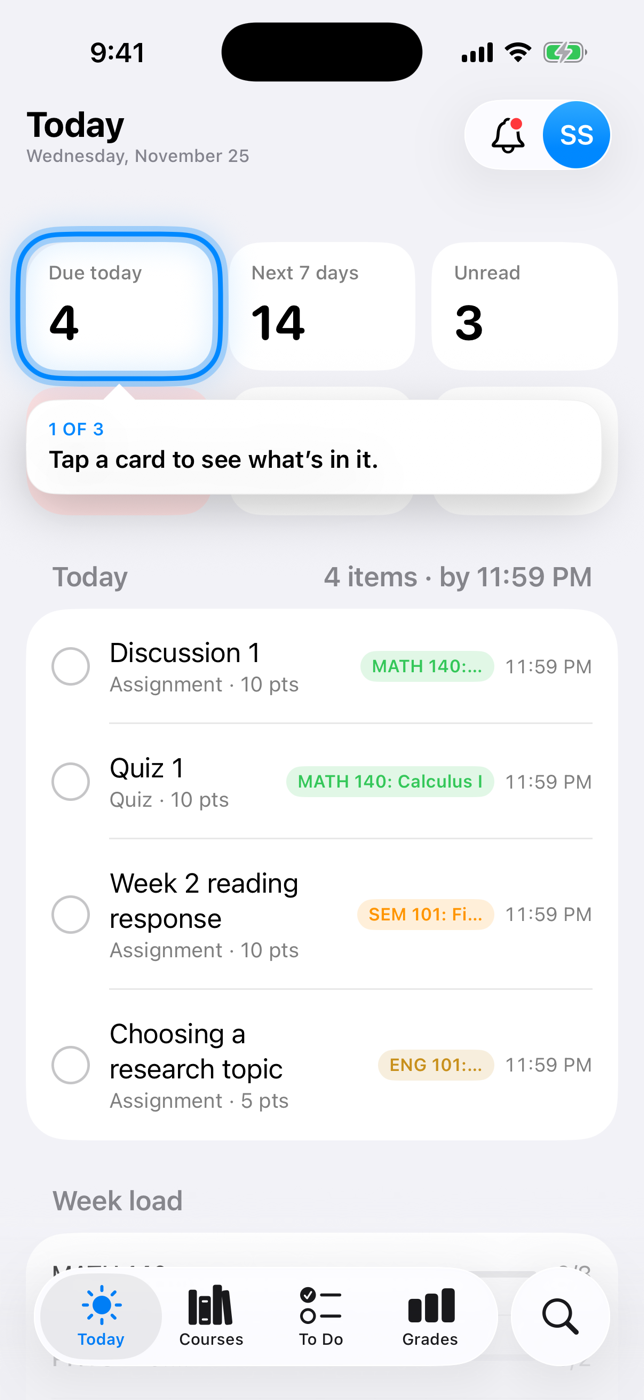 9:41
Today
Wednesday, November 25
SS
Due today
4
Next 7 days
14
Unread
3
1 OF 3
Tap a card to see what’s in it.
Today
4 items · by 11:59 PM
Discussion 1
Assignment · 10 pts
MATH 140:…
11:59 PM
Quiz 1
Quiz · 10 pts
MATH 140: Calculus I
11:59 PM
Week 2 reading
response
Assignment · 10 pts
SEM 101: Fi…
11:59 PM
Choosing a
research topic
Assignment · 5 pts
ENG 101:…
11:59 PM
Week load
Today
Courses
To Do
Grades